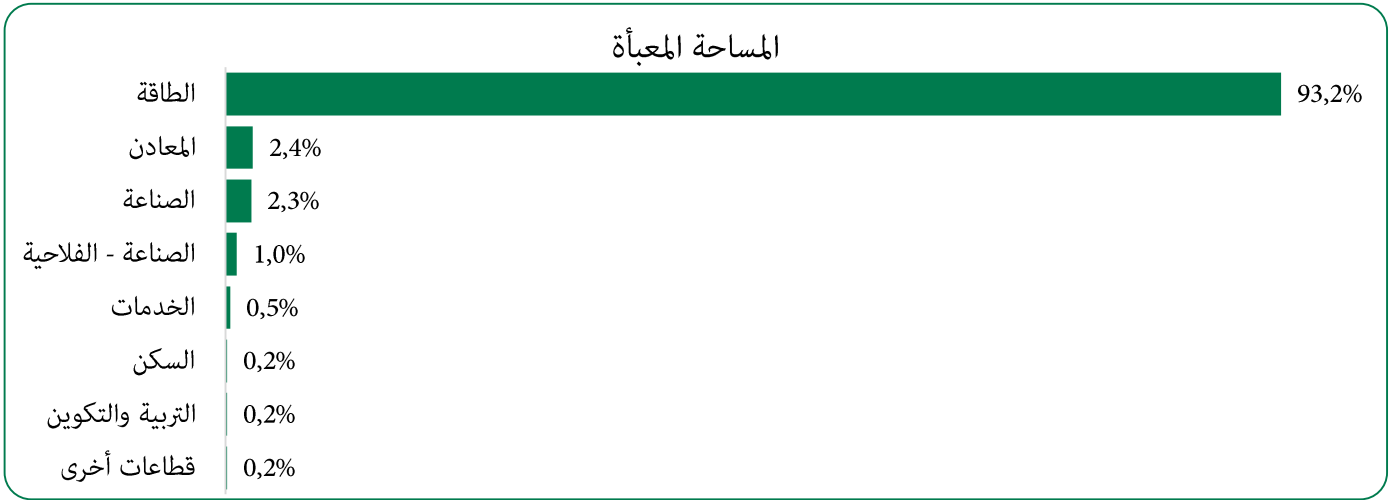 المساحة المعبأة
الطاقة 93,2%
المعادن 2,4%
الصناعة 2,3%
الصناعة - الفلاحية 1,0%
الخدمات 0,5%
السكن 0,2%
التربية والتكوين 0,2%
قطاعات أخرى 0,2%